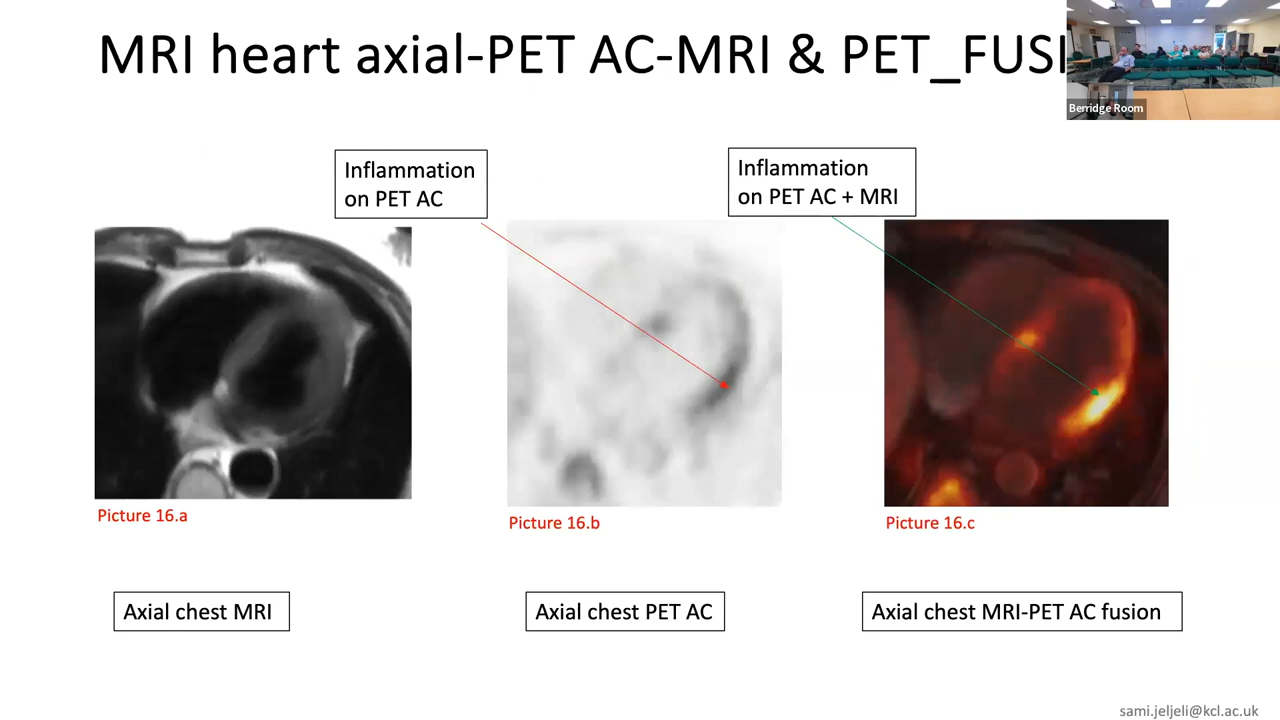 MRI heart axial-PET AC-MRI & PET_FUSI
Berridge Room
Inflammation
on PET AC
Inflammation
on PET AC + MRI
Picture 16.a
Picture 16.b
Picture 16.c
Axial chest MRI
Axial chest PET AC
Axial chest MRI-PET AC fusion
sami.jeljeli@kcl.ac.uk